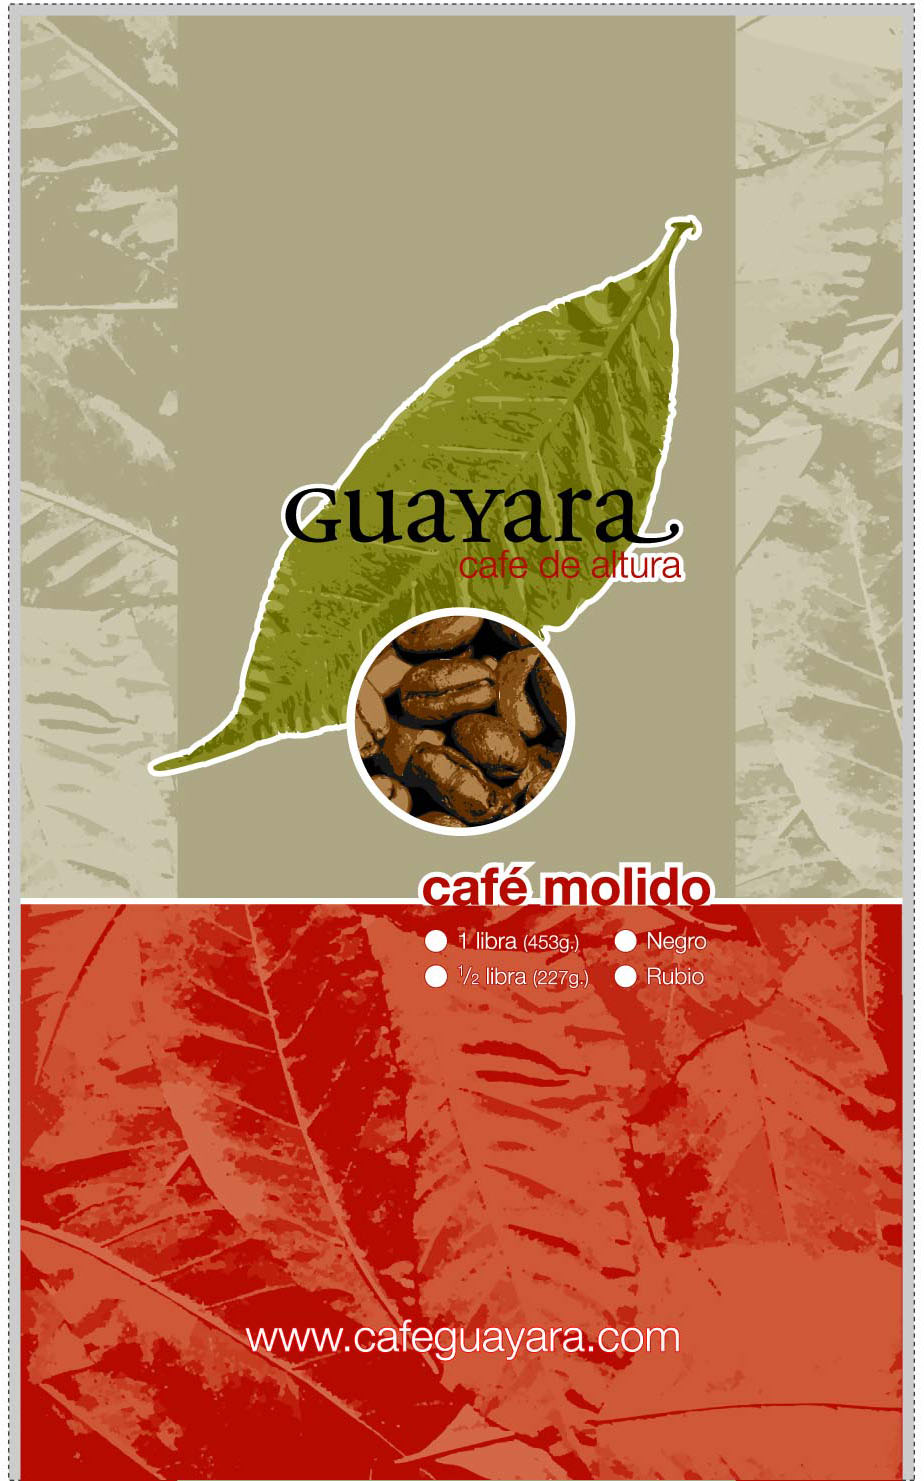 Guayara
cafe de altura
café molido
1 libra (453g.) Negro
1/2 libra (227g.) Rubio
www.cafeguayara.com